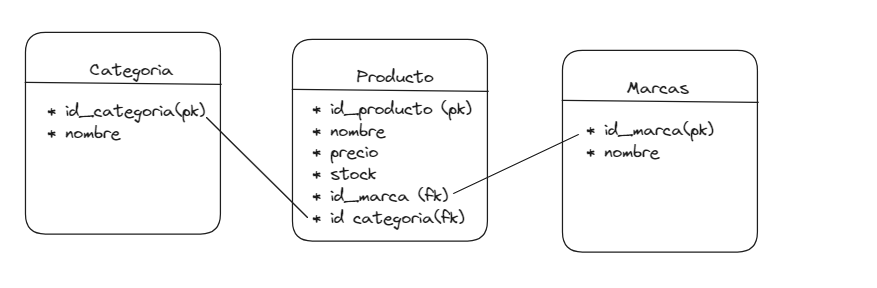 Categoria
* id_categoria(pk)
* nombre
Producto
* id_producto (pk)
* nombre
* precio
* stock
* id_marca (fk)
* id categoria(fk)
Marcas
* id_marca(pk)
* nombre